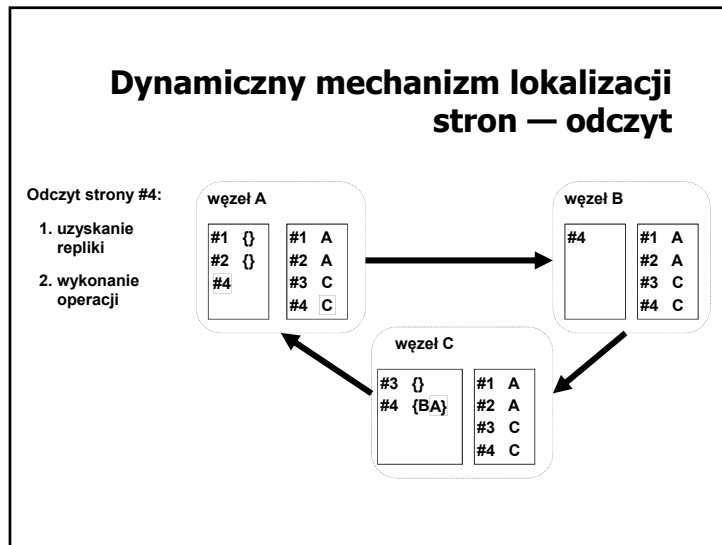 Dynamiczny mechanizm lokalizacji
stron — odczyt
Odczyt strony #4:
1. uzyskanie
repliki
2. wykonanie
operacji
węzeł A
#1 {}
#2 {}
#4
#1 A
#2 A
#3 C
#4 C
węzeł B
#4
#1 A
#2 A
#3 C
#4 C
węzeł C
#3 {}
#4 {BA}
#1 A
#2 A
#3 C
#4 C